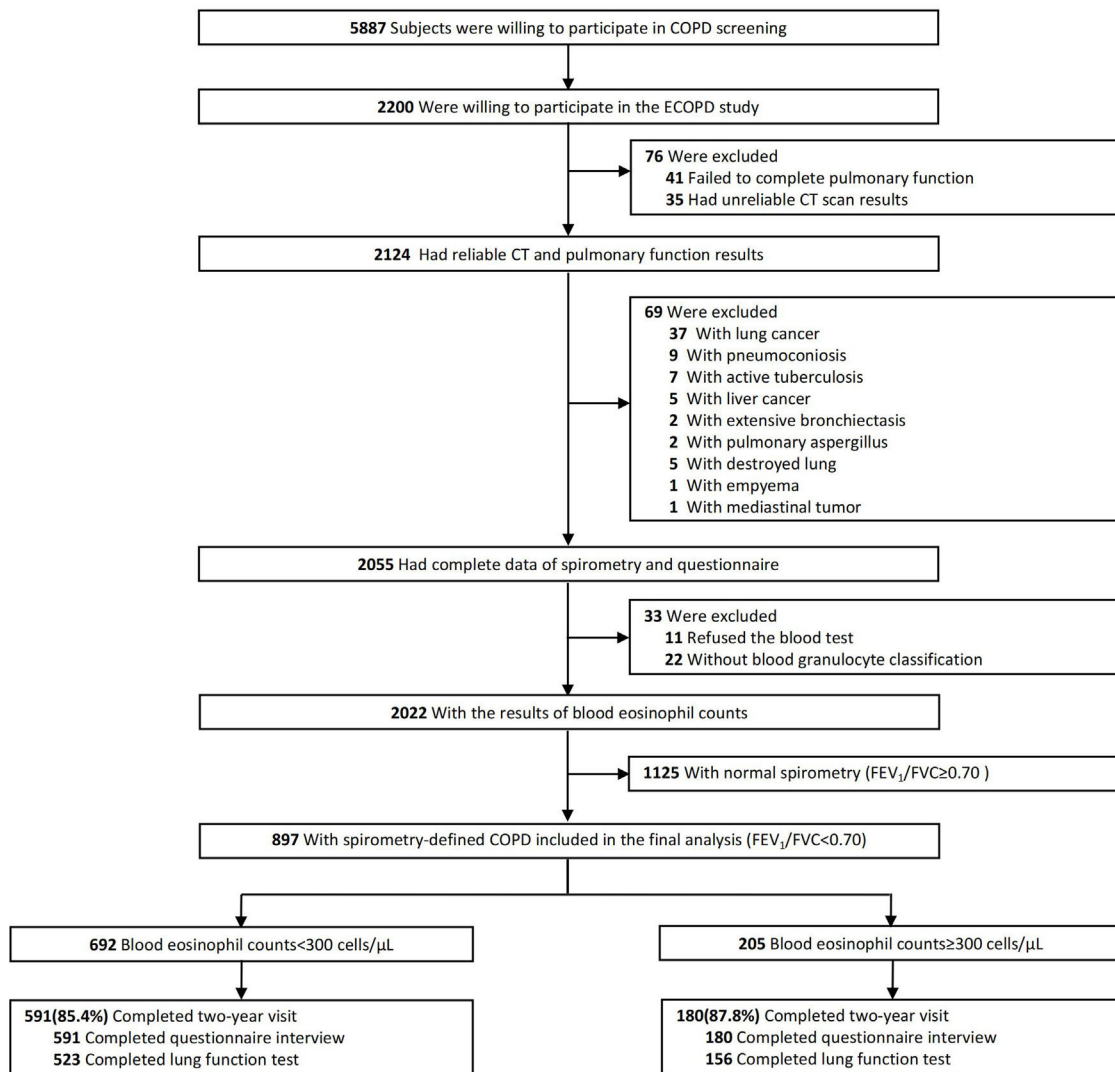 5887 Subjects were willing to participate in COPD screening
2200 Were willing to participate in the ECOPD study
76 Were excluded
41 Failed to complete pulmonary function
35 Had unreliable CT scan results
2124 Had reliable CT and pulmonary function results
69 Were excluded
37 With lung cancer
9 With pneumoconiosis
7 With active tuberculosis
5 With liver cancer
2 With extensive bronchiectasis
2 With pulmonary aspergillus
5 With destroyed lung
1 With empyema
1 With mediastinal tumor
2055 Had complete data of spirometry and questionnaire
33 Were excluded
11 Refused the blood test
22 Without blood granulocyte classification
2022 With the results of blood eosinophil counts
1125 With normal spirometry (FEV₁/FVC≥0.70 )
897 With spirometry-defined COPD included in the final analysis (FEV₁/FVC<0.70)
692 Blood eosinophil counts<300 cells/μL
205 Blood eosinophil counts≥300 cells/μL
591(85.4%) Completed two-year visit
591 Completed questionnaire interview
523 Completed lung function test
180(87.8%) Completed two-year visit
180 Completed questionnaire interview
156 Completed lung function test